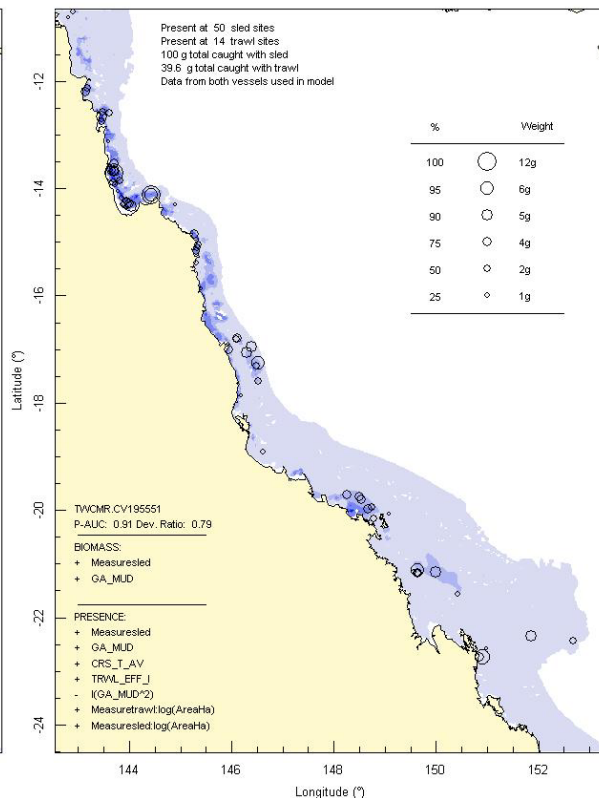 Present at 50 sled sites
Present at 14 trawl sites
100 g total caught with sled
39.6 g total caught with trawl
Data from both vessels used in model
% Weight
100 12g
95 6g
90 5g
75 4g
50 2g
25 1g
-12
-14
-16
-18
-20
-22
-24
Latitude (°)
TWCMR.CV195551
P-AUC: 0.91 Dev. Ratio: 0.79
BIOMASS:
+ Measuresled
+ GA_MUD
PRESENCE:
+ Measuresled
+ GA_MUD
+ CRS_T_AV
+ TRWL_EFF_I
- I(GA_MUD^2)
+ Measuretrawl:log(AreaHa)
+ Measuresled:log(AreaHa)
144 146 148 150 152
Longitude (°)